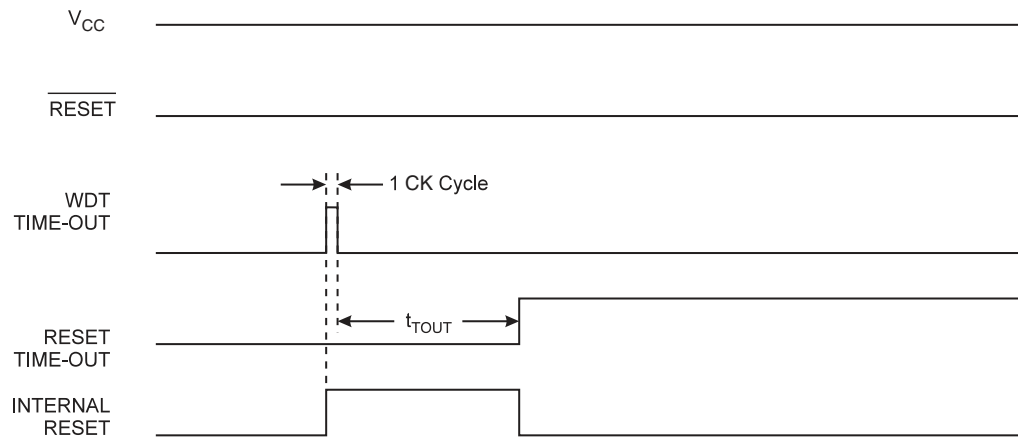 VCC
RESET
1 CK Cycle
WDT
TIME-OUT
tTOUT
RESET
TIME-OUT
INTERNAL
RESET